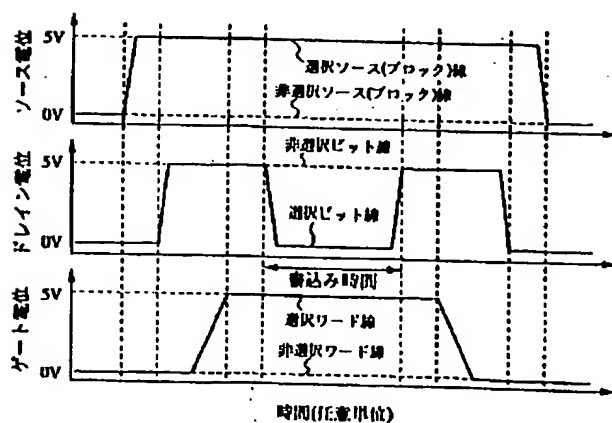 ソース電位
5V
0V
選択ソース(ブロック)線
非選択ソース(ブロック)線
ドレイン電位
5V
0V
非選択ビット線
選択ビット線
書込み時間
ゲート電位
5V
0V
選択ワード線
非選択ワード線
時間(任意単位)